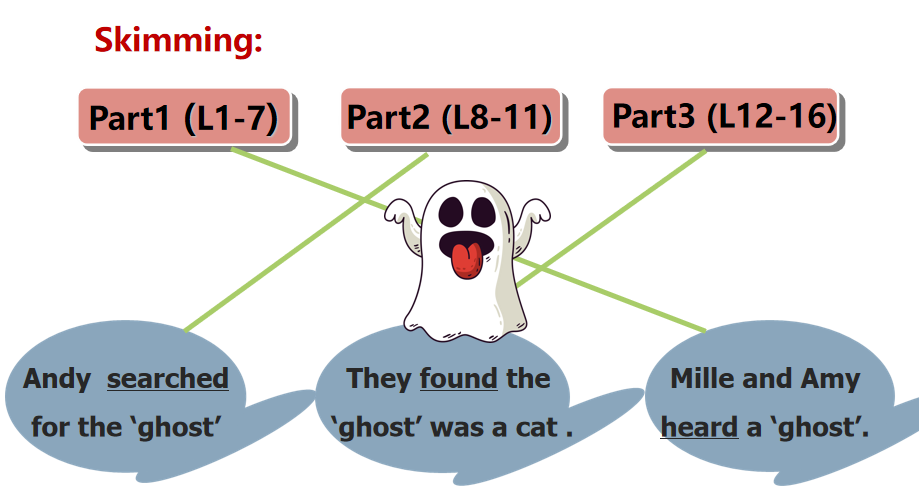 Skimming:
Part1 (L1-7)
Part2 (L8-11)
Part3 (L12-16)
Andy searched
for the ‘ghost’
They found the
‘ghost’ was a cat .
Mille and Amy
heard a ‘ghost’.